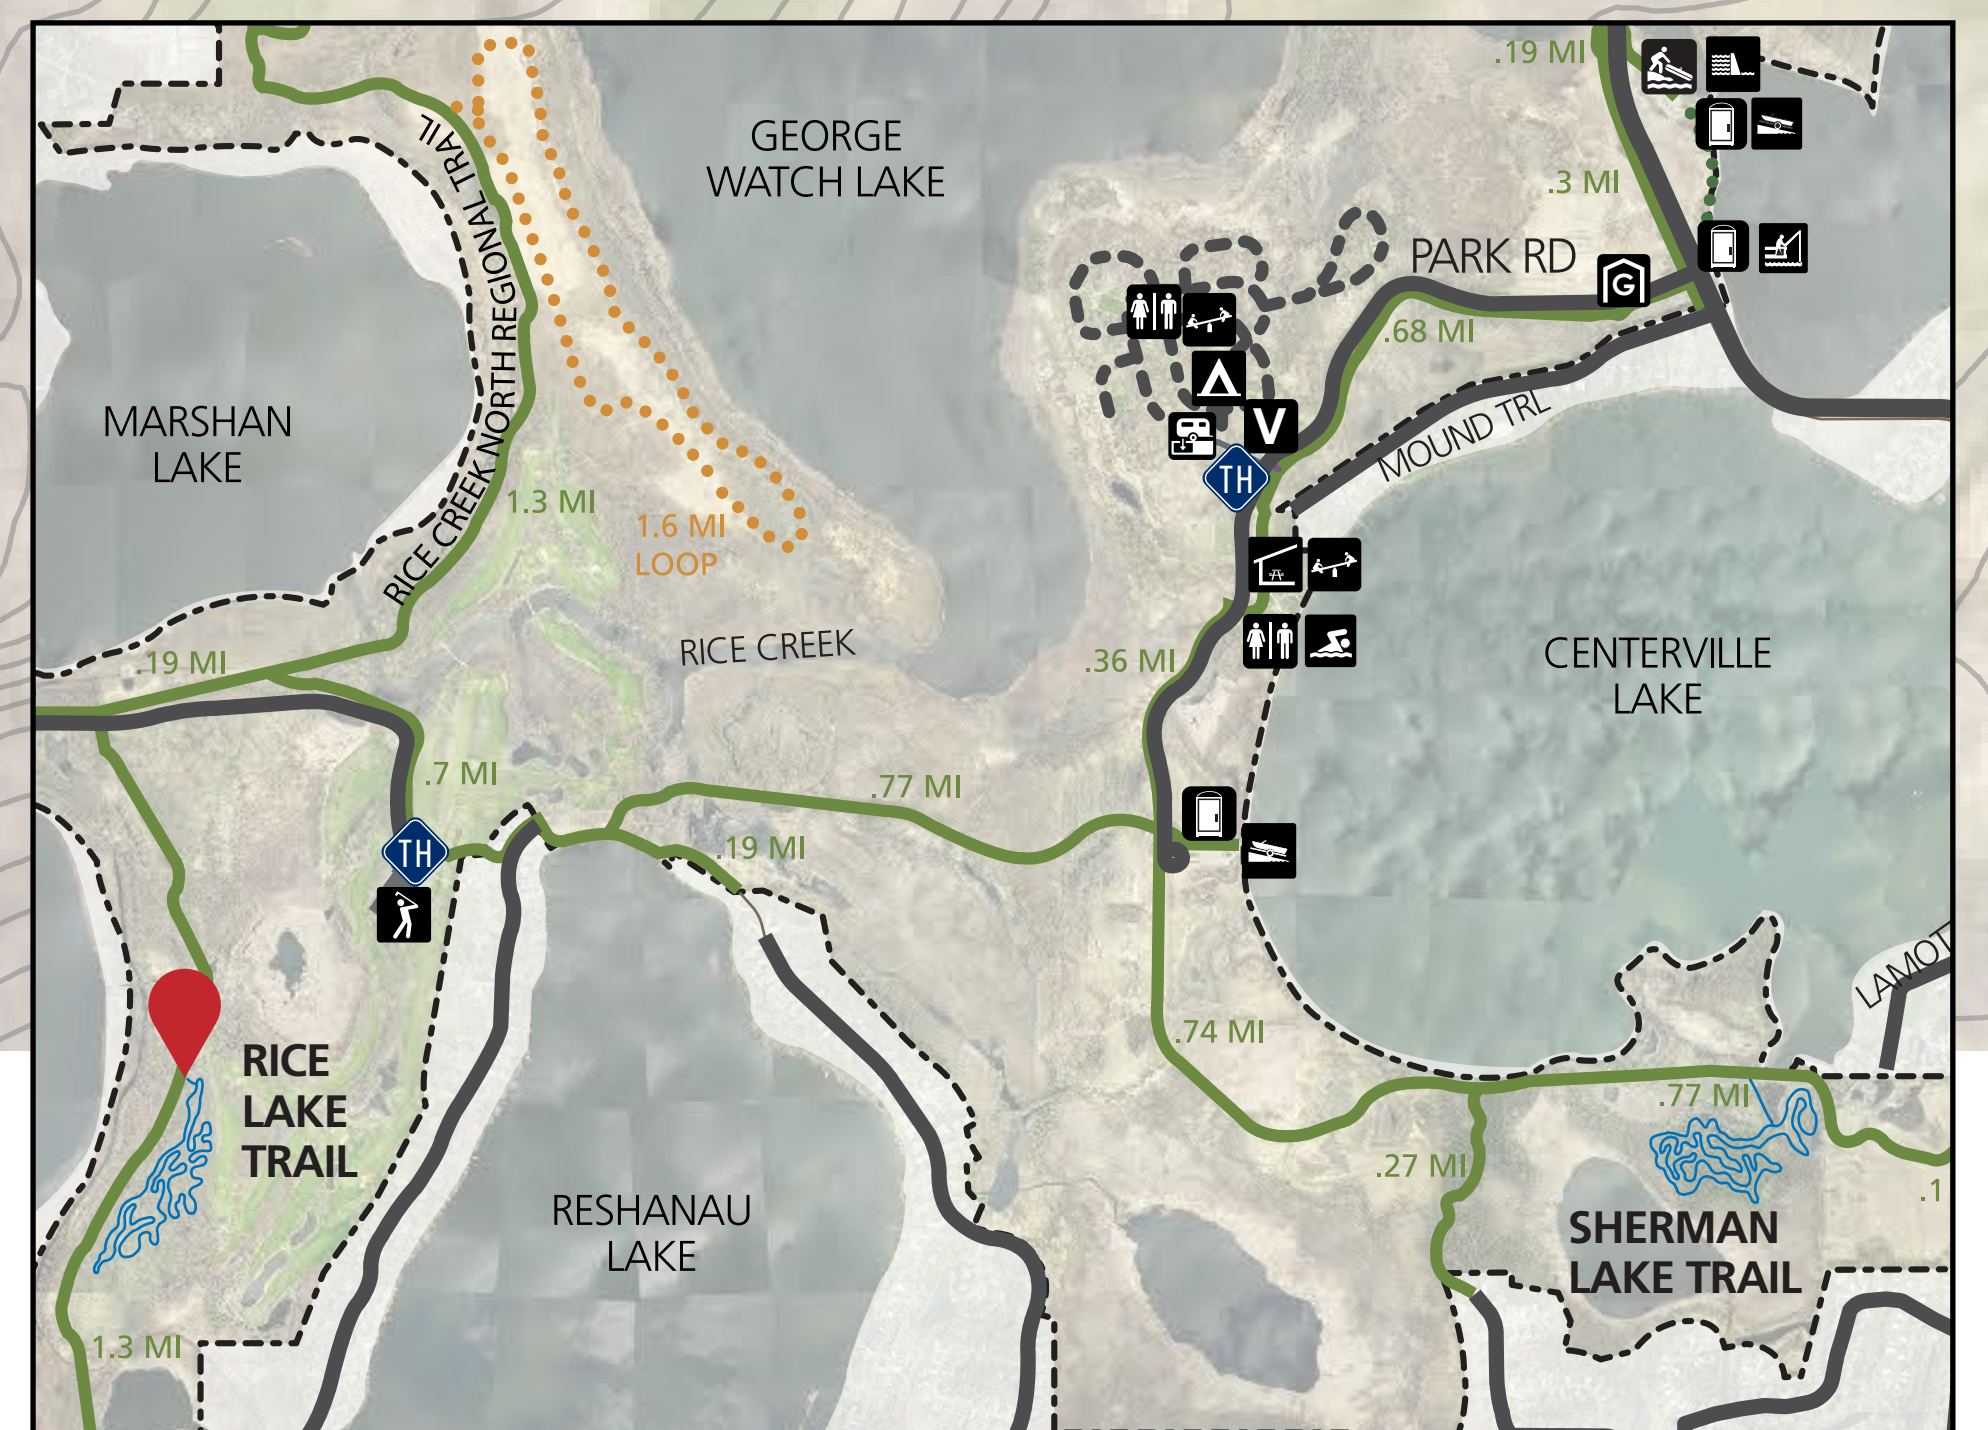 .19 MI
GEORGE
WATCH LAKE
RICE CREEK NORTH REGIONAL TRAIL
.3 MI
PARK RD
G
.68 MI
MARSHAN
LAKE
MOUND TRL
V
TH
1.3 MI
1.6 MI
LOOP
RICE CREEK
.19 MI
.36 MI
CENTERVILLE
LAKE
.7 MI
.77 MI
TH
.19 MI
LAMOT
RICE
LAKE
TRAIL
.74 MI
.77 MI
.27 MI
.1
RESHANAU
LAKE
SHERMAN
LAKE TRAIL
1.3 MI